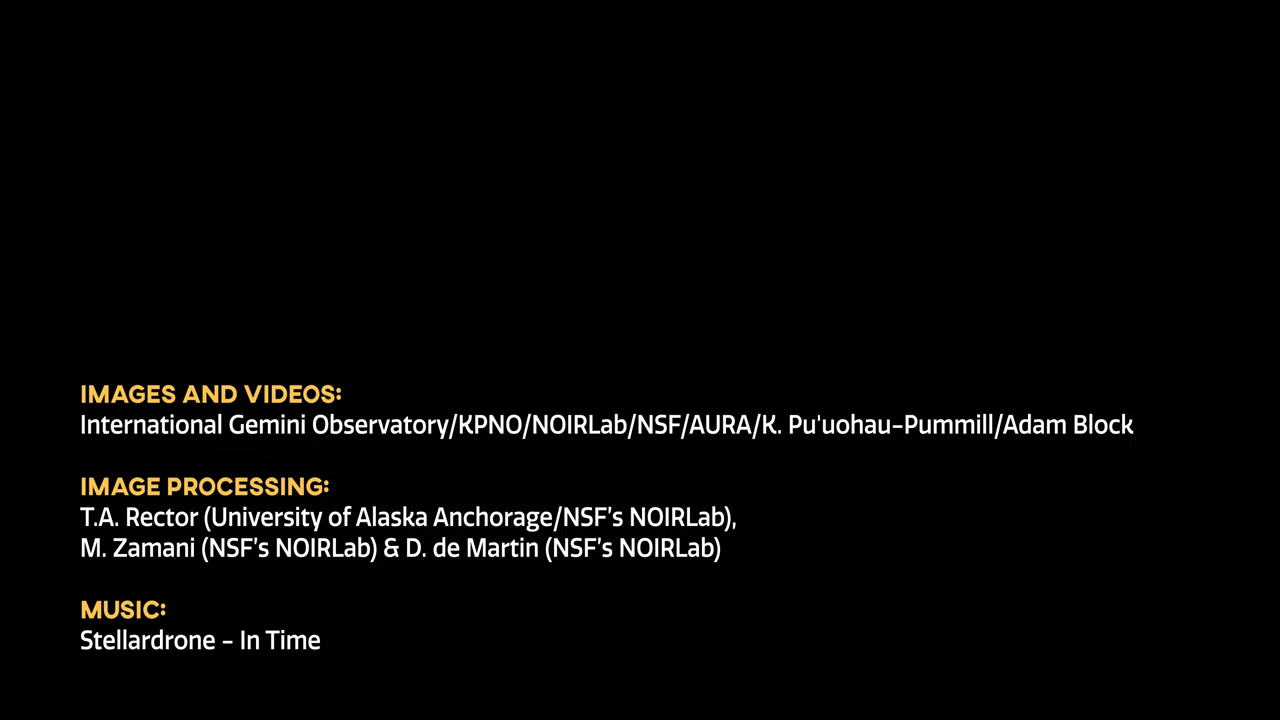 IMAGES AND VIDEOS:
International Gemini Observatory/KPNO/NOIRLab/NSF/AURA/K. Pu'uohau-Pummill/Adam Block
IMAGE PROCESSING:
T.A. Rector (University of Alaska Anchorage/NSF’s NOIRLab),
M. Zamani (NSF’s NOIRLab) & D. de Martin (NSF’s NOIRLab)
MUSIC:
Stellardrone - In Time